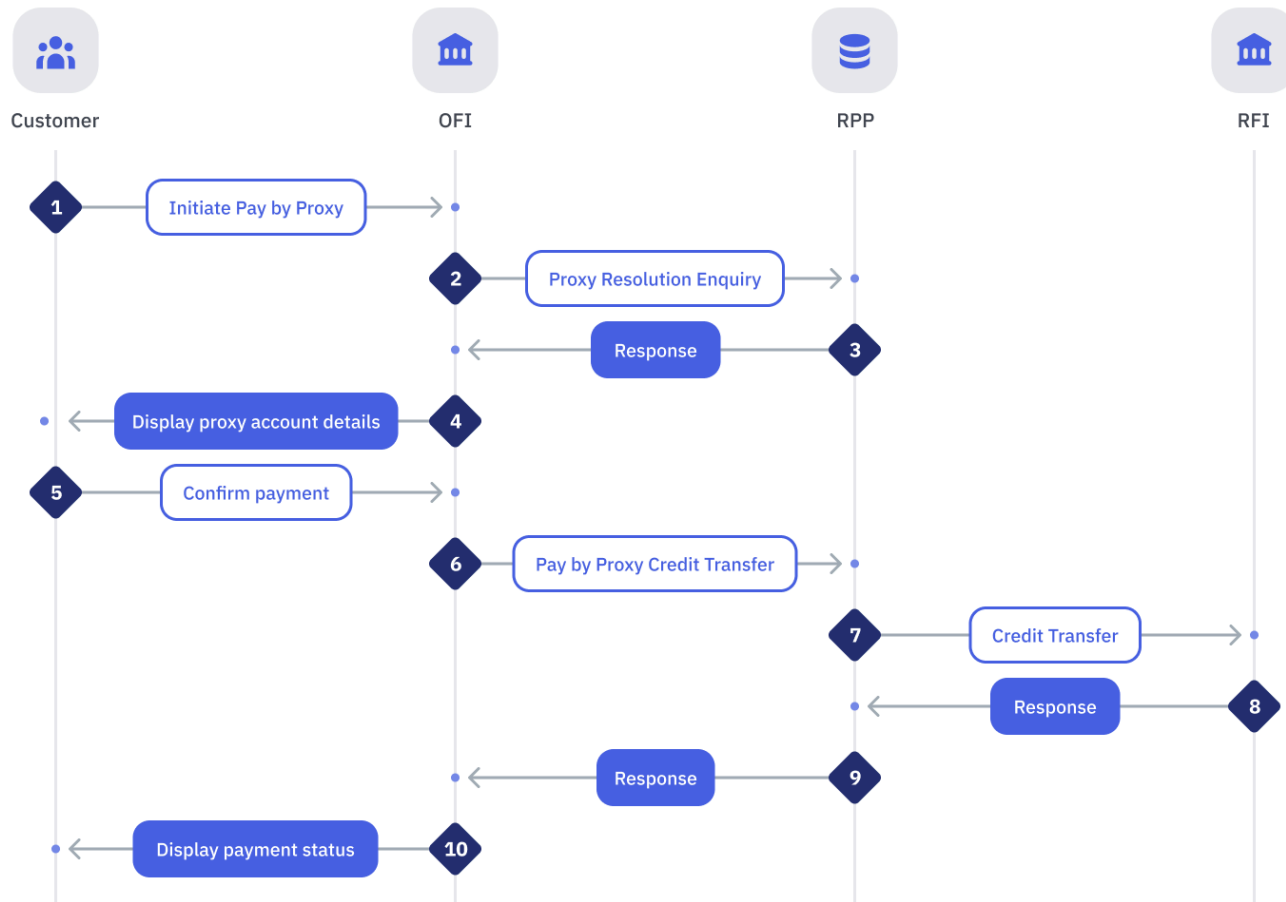 Customer
OFI
RPP
RFI
1
Initiate Pay by Proxy
2
Proxy Resolution Enquiry
Response
3
Display proxy account details
4
5
Confirm payment
6
Pay by Proxy Credit Transfer
7
Credit Transfer
Response
8
Response
9
Display payment status
10